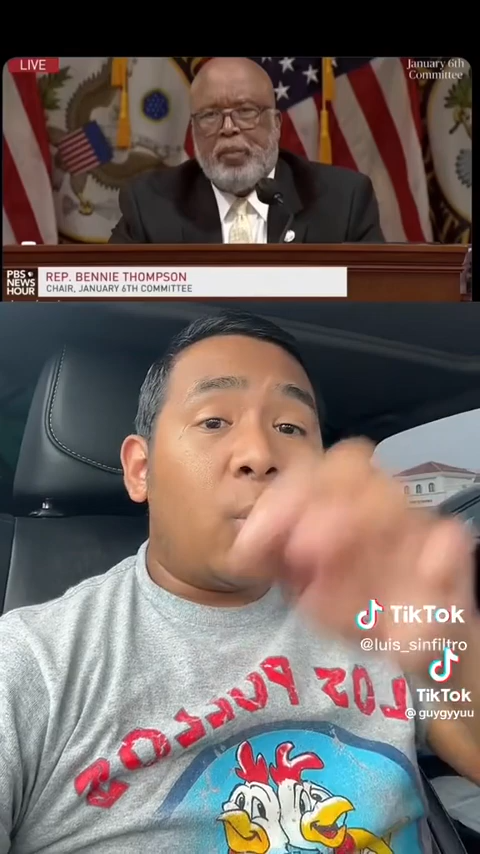 LIVE
January 6th
Committee
PBS
NEWS
HOUR
REP. BENNIE THOMPSON
CHAIR, JANUARY 6TH COMMITTEE
TikTok
@luis_sinfiltro
TikTok
@guygyyuu
LOS POLLOS